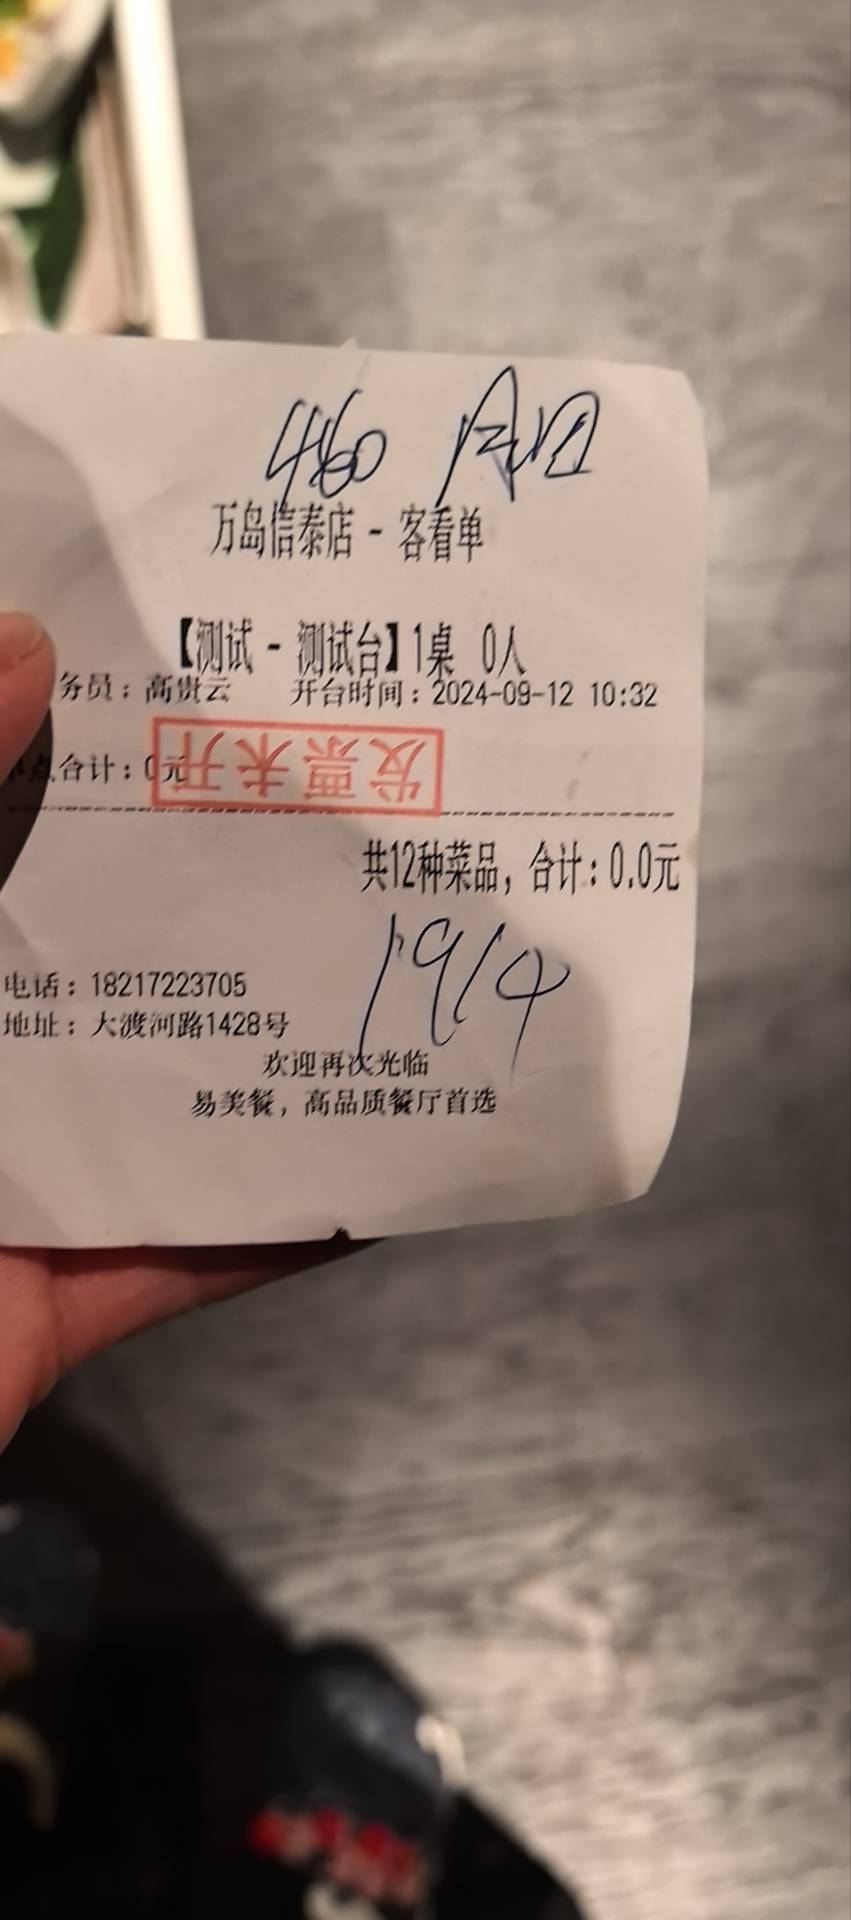 460
万岛信泰店 - 客看单
【测试 - 测试台】1桌 0人
务员：高贵云 开台时间：2024-09-12 10:32
点合计：0元
发票未开
共12种菜品，合计：0.0元
1914
电话：18217223705
地址：大渡河路1428号
欢迎再次光临
易美餐，高品质餐厅首选